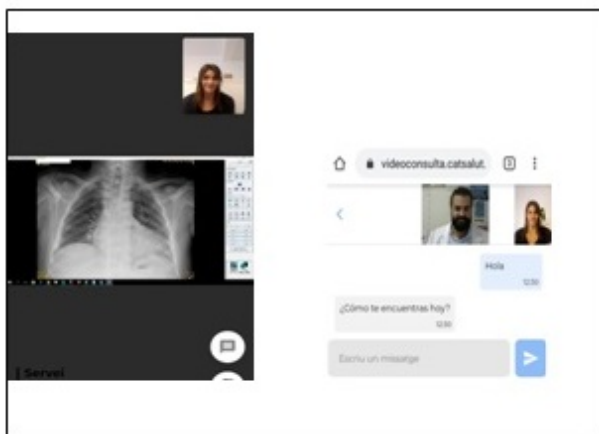 | Servei
videoconsulta.catsalut.
Hola
12:30
¿Cómo te encuentras hoy?
12:30
Escriu un missatge